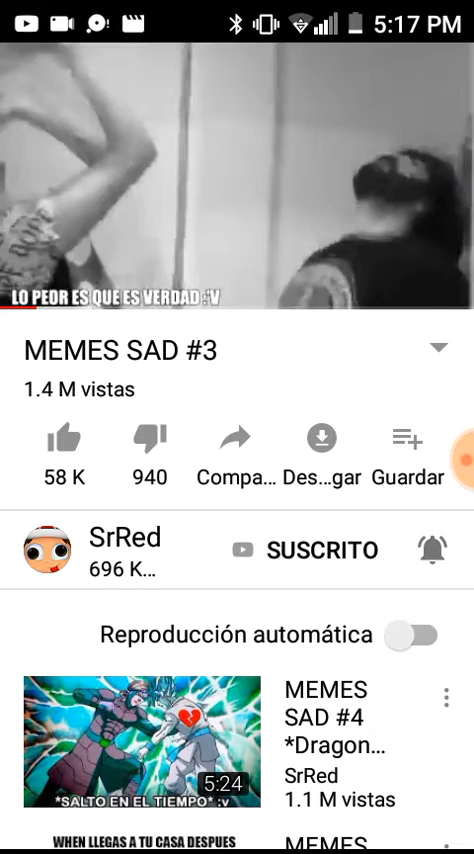 5:17 PM
LO PEOR ES QUE ES VERDAD :'V
MEMES SAD #3
1.4 M vistas
58 K
940
Compa...
Des...gar
Guardar
SrRed
696 K...
SUSCRITO
Reproducción automática
MEMES
SAD #4
*Dragon...
SrRed
1.1 M vistas
5:24
*SALTO EN EL TIEMPO* :v
WHEN LLEGAS A TU CASA DESPUES
MEMES